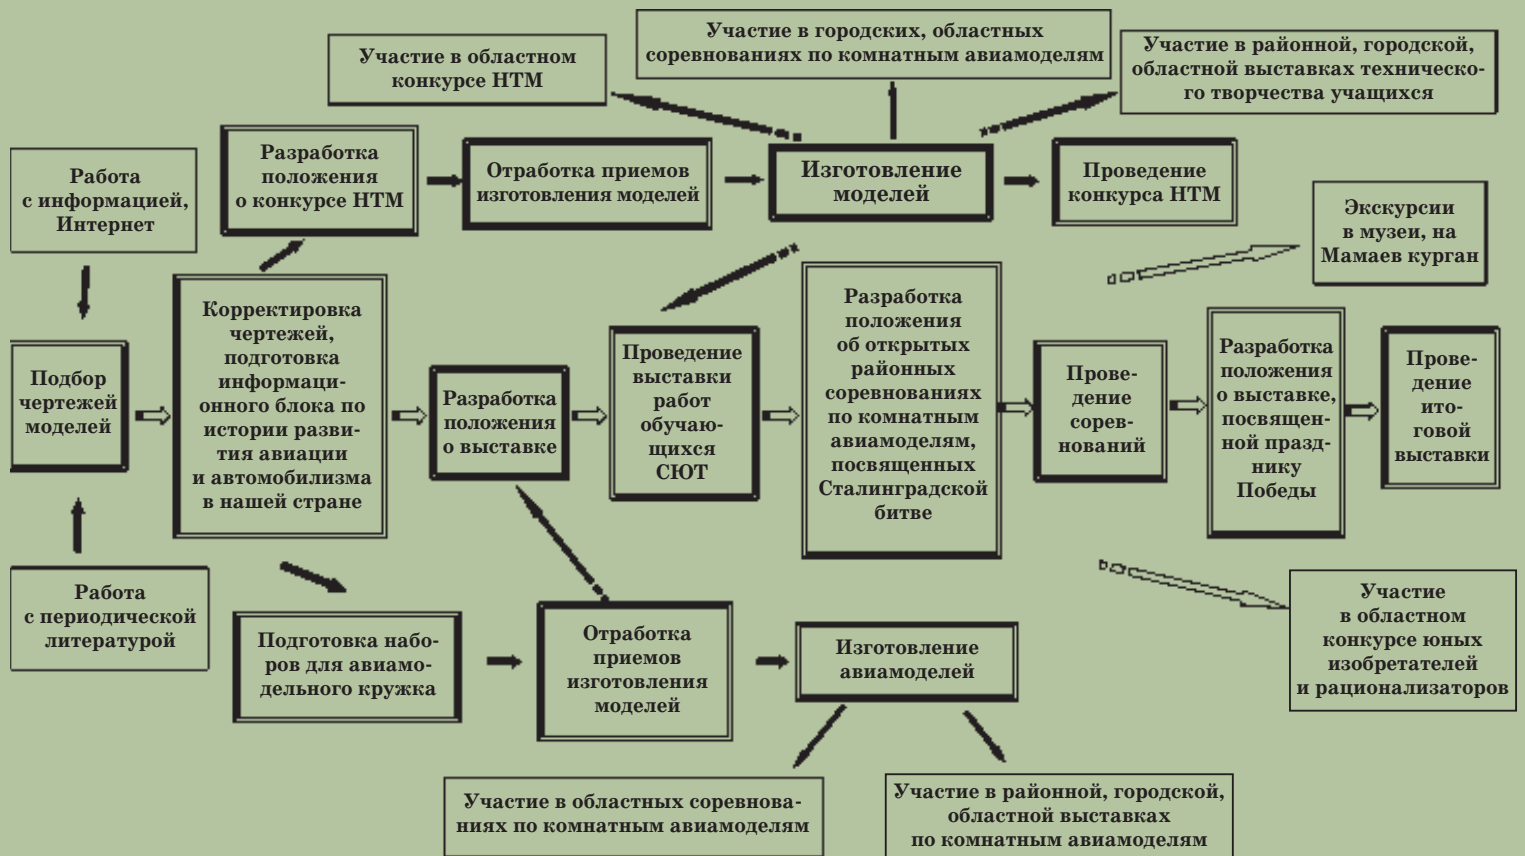 Участие в областном
конкурсе НТМ
Участие в городских, областных
соревнованиях по комнатным авиамоделям
Участие в районной, городской,
областной выставках техническо-
го творчества учащихся
Работа
с информацией,
Интернет
Разработка
положения
о конкурсе НТМ
Отработка приемов
изготовления моделей
Изготовление
моделей
Проведение
конкурса НТМ
Экскурсии
в музеи, на
Мамаев курган
Подбор
чертежей
моделей
Корректировка
чертежей,
подготовка
информаци-
онного блока по
истории разви-
тия авиации
и автомобилизма
в нашей стране
Разработка
положения
о выставке
Проведение
выставки
работ
обучаю-
щихся
СЮТ
Разработка
положения
об открытых
районных
соревнованиях
по комнатным
авиамоделям,
посвященных
Сталинградской
битве
Прове-
дение
сорев-
нований
Разработка
положения
о выставке,
посвящен-
ной празд-
нику
Победы
Прове-
дение
ито-
говой
выставки
Работа
с периодической
литературой
Подготовка набо-
ров для авиамо-
дельного кружка
Отработка
приемов
изготовления
моделей
Изготовление
авиамоделей
Участие
в областном
конкурсе юных
изобретателей
и рационализаторов
Участие в областных соревнова-
ниях по комнатным авиамоделям
Участие в районной, городской,
областной выставках
по комнатным авиамоделям